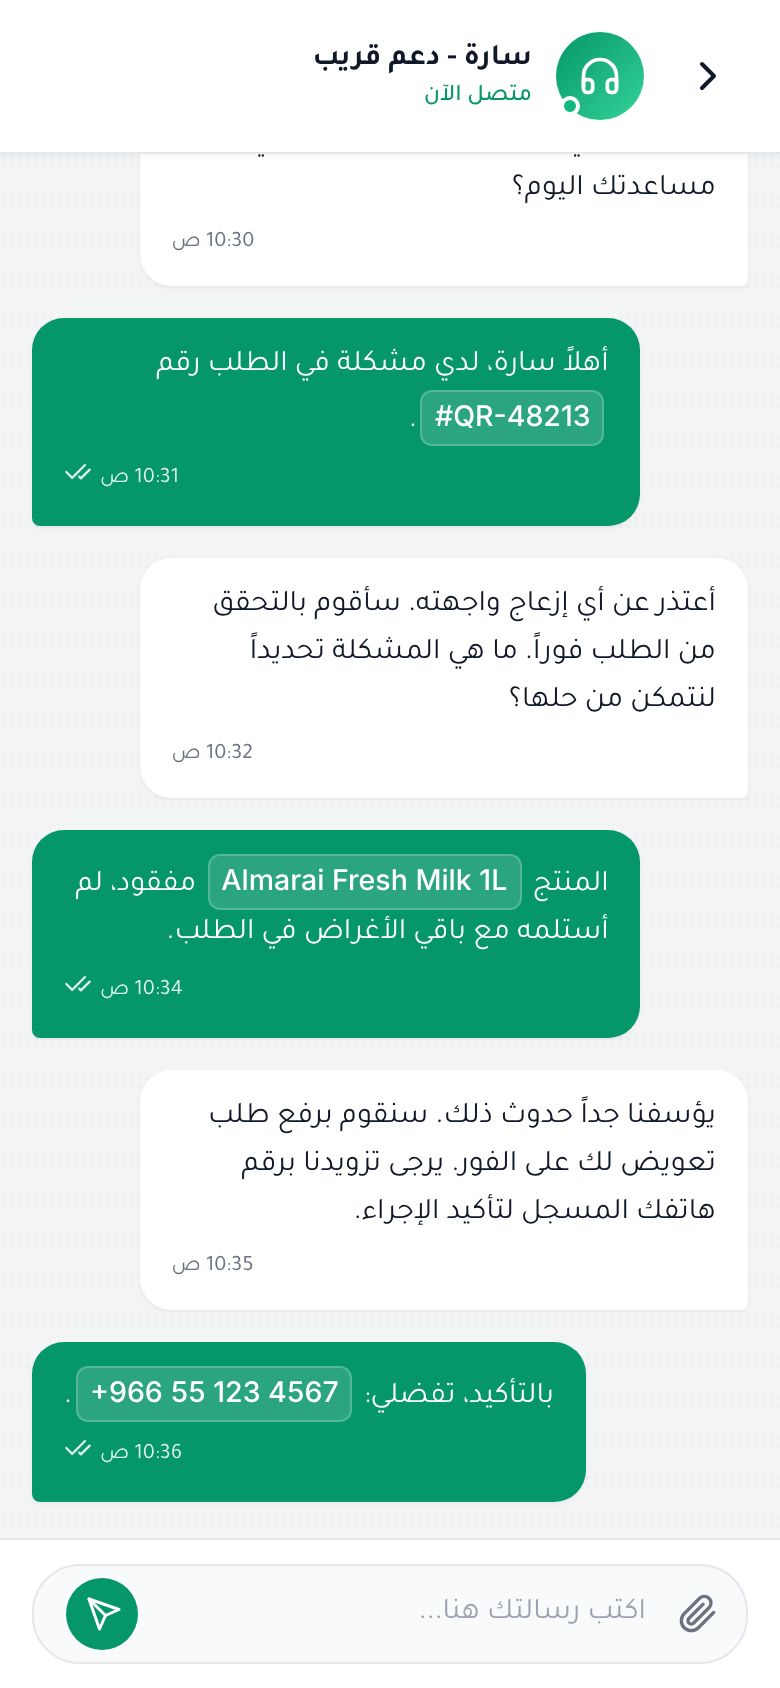 سارة - دعم قريب
متصل الآن
مساعدتك اليوم؟
10:30 ص
أهلاً سارة، لدي مشكلة في الطلب رقم
#QR-48213.
10:31 ص
أعتذر عن أي إزعاج واجهته. سأقوم بالتحقق
من الطلب فوراً. ما هي المشكلة تحديداً
لنتمكن من حلها؟
10:32 ص
المنتج Almarai Fresh Milk 1L مفقود، لم
أستلمه مع باقي الأغراض في الطلب.
10:34 ص
يؤسفنا جداً حدوث ذلك. سنقوم برفع طلب
تعويض لك على الفور. يرجى تزويدنا برقم
هاتفك المسجل لتأكيد الإجراء.
10:35 ص
بالتأكيد، تفضلي: +966 55 123 4567.
10:36 ص
اكتب رسالتك هنا...